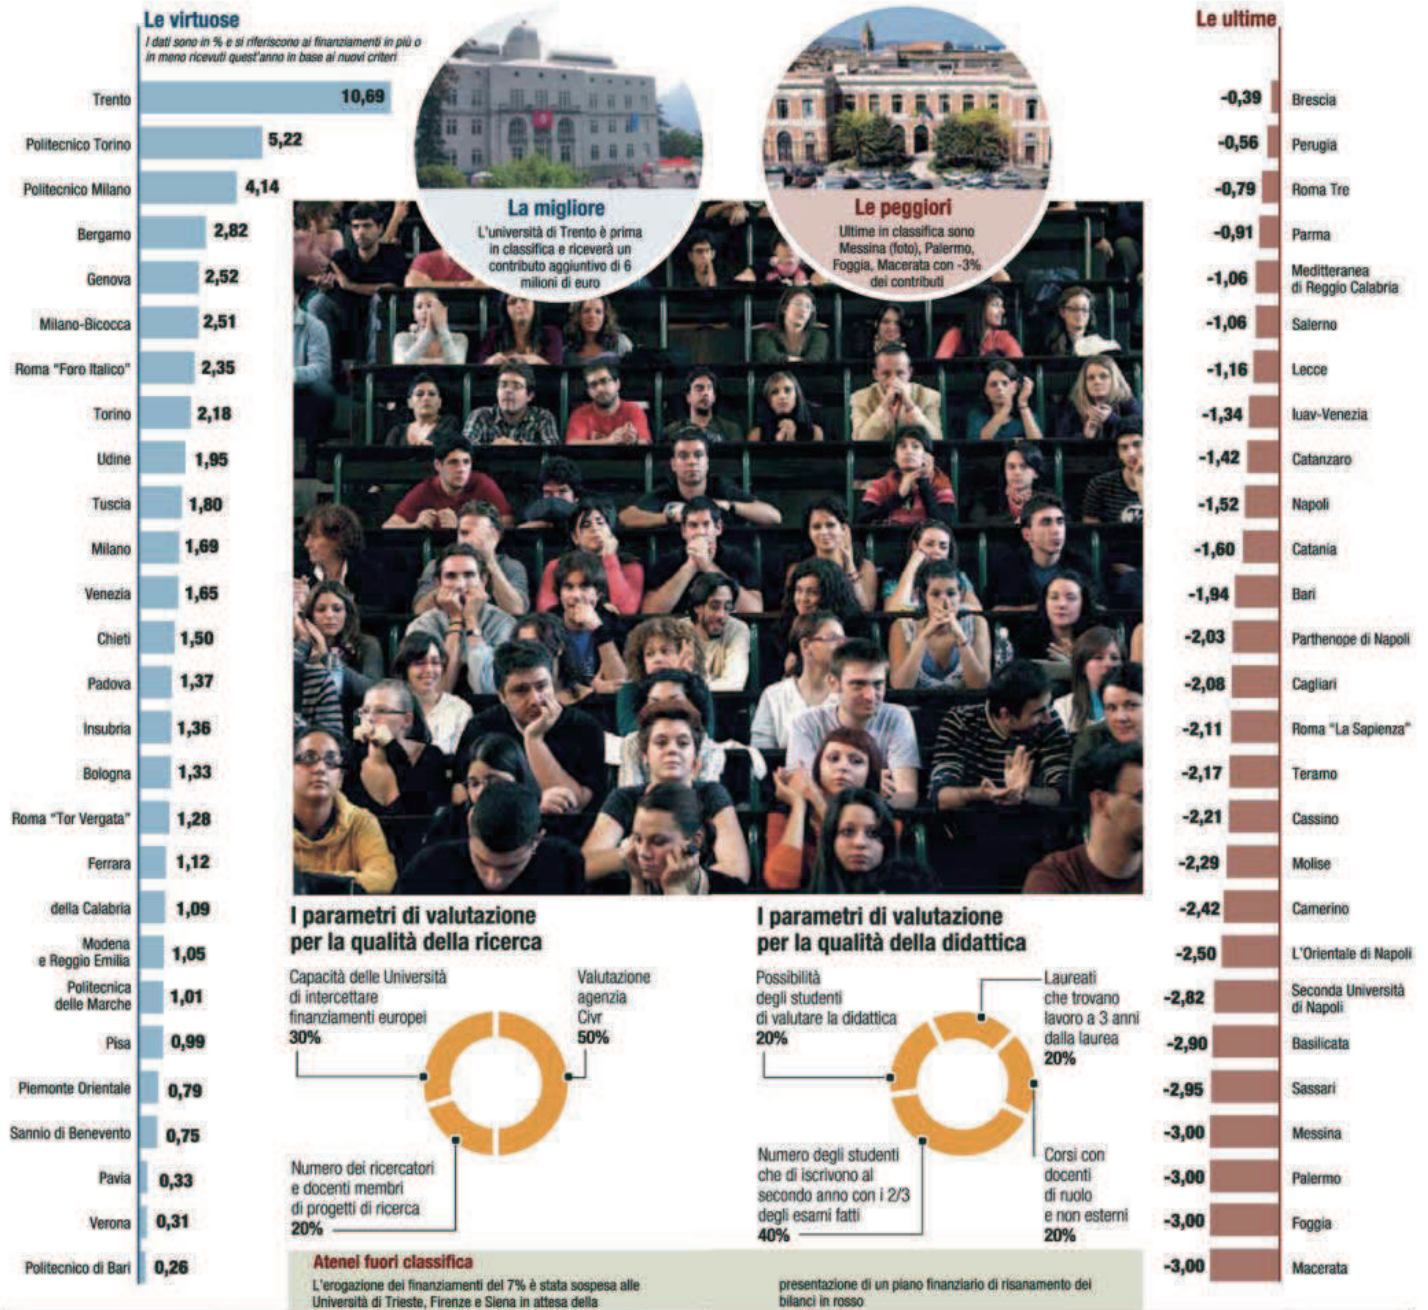 Le virtuose
I dati sono in % e si riferiscono ai finanziamenti in più o
in meno ricevuti quest'anno in base ai nuovi criteri
Trento 10,69
Politecnico Torino 5,22
Politecnico Milano 4,14
Bergamo 2,82
Genova 2,52
Milano-Bicocca 2,51
Roma "Foro Italico" 2,35
Torino 2,18
Udine 1,95
Tuscia 1,80
Milano 1,69
Venezia 1,65
Chieti 1,50
Padova 1,37
Insubria 1,36
Bologna 1,33
Roma "Tor Vergata" 1,28
Ferrara 1,12
della Calabria 1,09
Modena
e Reggio Emilia 1,05
Politecnica
delle Marche 1,01
Pisa 0,99
Piemonte Orientale 0,79
Sannio di Benevento 0,75
Pavia 0,33
Verona 0,31
Politecnico di Bari 0,26
La migliore
L'università di Trento è prima
in classifica e riceverà un
contributo aggiuntivo di 6
milioni di euro
Le peggiori
Ultime in classifica sono
Messina (foto), Palermo,
Foggia, Macerata con -3%
dei contributi
Le ultime
-0,39 Brescia
-0,56 Perugia
-0,79 Roma Tre
-0,91 Parma
-1,06 Meditteranea
di Reggio Calabria
-1,06 Salerno
-1,16 Lecce
-1,34 Iuav-Venezia
-1,42 Catanzaro
-1,52 Napoli
-1,60 Catania
-1,94 Bari
-2,03 Parthenope di Napoli
-2,08 Cagliari
-2,11 Roma "La Sapienza"
-2,17 Teramo
-2,21 Cassino
-2,29 Molise
-2,42 Camerino
-2,50 L'Orientale di Napoli
-2,82 Seconda Università
di Napoli
-2,90 Basilicata
-2,95 Sassari
-3,00 Messina
-3,00 Palermo
-3,00 Foggia
-3,00 Macerata
I parametri di valutazione
per la qualità della ricerca
Capacità delle Università
di intercettare
finanziamenti europei
30%
Valutazione
agenzia
Civr
50%
Numero dei ricercatori
e docenti membri
di progetti di ricerca
20%
I parametri di valutazione
per la qualità della didattica
Possibilità
degli studenti
di valutare la didattica
20%
Laureati
che trovano
lavoro a 3 anni
dalla laurea
20%
Numero degli studenti
che di iscrivono al
secondo anno con i 2/3
degli esami fatti
40%
Corsi con
docenti
di ruolo
e non esterni
20%
Atenei fuori classifica
L'erogazione dei finanziamenti del 7% è stata sospesa alle
Università di Trieste, Firenze e Siena in attesa della
presentazione di un piano finanziario di risanamento dei
bilanci in rosso